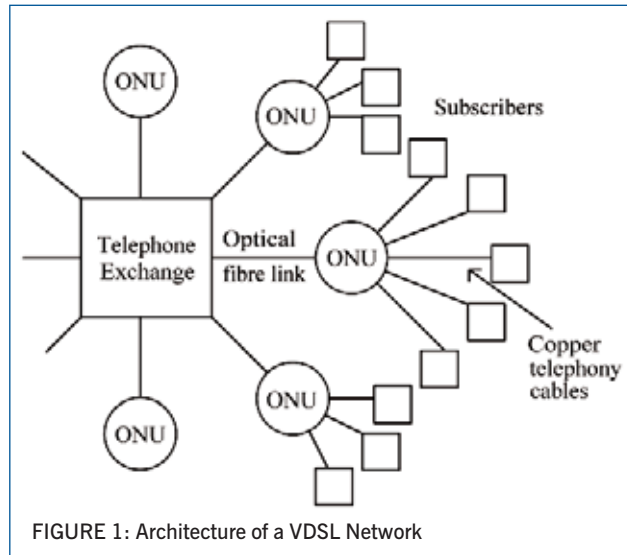 ONU
ONU
Subscribers
Telephone
Exchange
Optical
fibre link
ONU
Copper
telephony
cables
ONU
ONU
FIGURE 1: Architecture of a VDSL Network